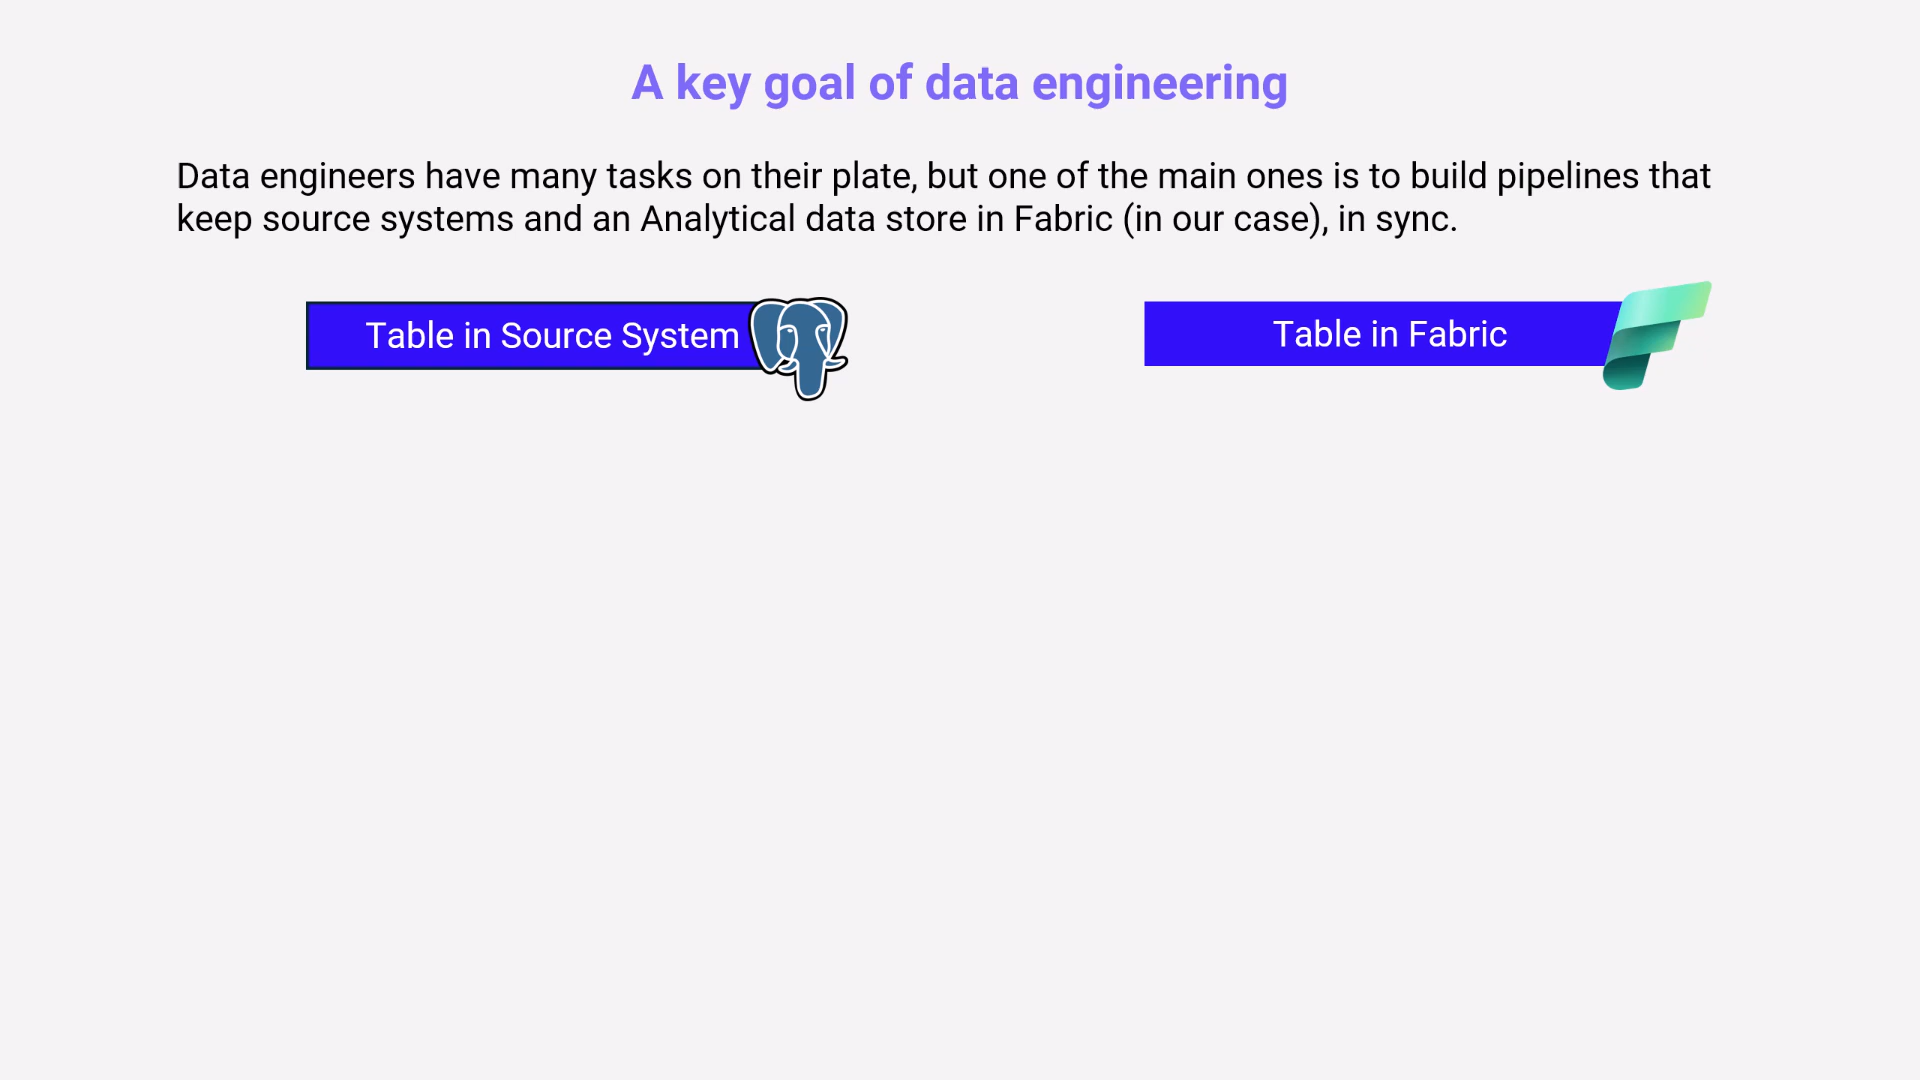 A key goal of data engineering
Data engineers have many tasks on their plate, but one of the main ones is to build pipelines that
keep source systems and an Analytical data store in Fabric (in our case), in sync.
Table in Source System
Table in Fabric